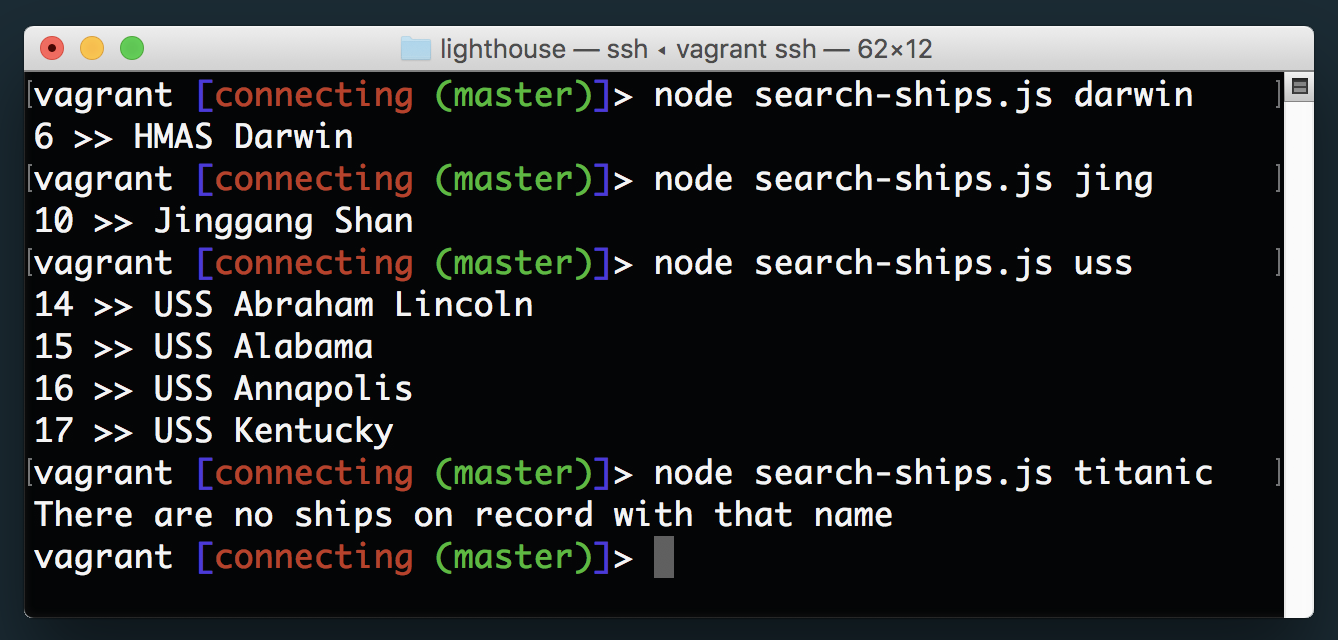 lighthouse — ssh ◂ vagrant ssh — 62×12
[vagrant [connecting (master)]> node search-ships.js darwin ]
6 >> HMAS Darwin
[vagrant [connecting (master)]> node search-ships.js jing ]
10 >> Jinggang Shan
[vagrant [connecting (master)]> node search-ships.js uss ]
14 >> USS Abraham Lincoln
15 >> USS Alabama
16 >> USS Annapolis
17 >> USS Kentucky
[vagrant [connecting (master)]> node search-ships.js titanic ]
There are no ships on record with that name
vagrant [connecting (master)]>